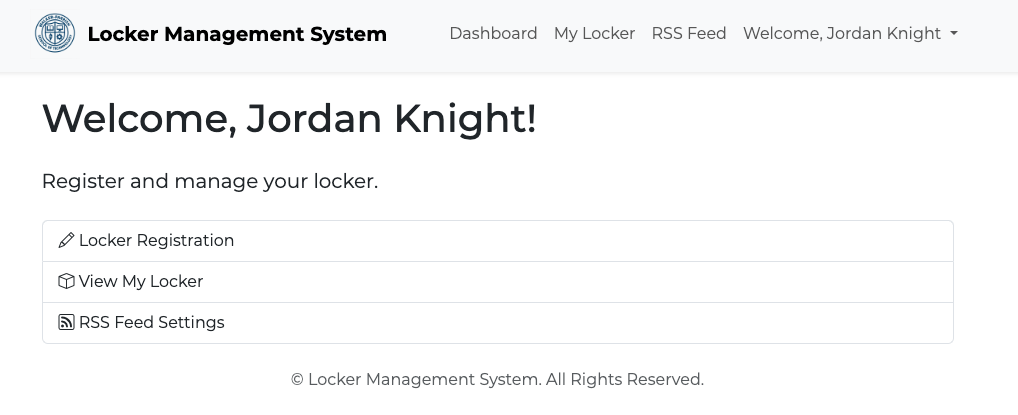 Locker Management System
Dashboard
My Locker
RSS Feed
Welcome, Jordan Knight
Welcome, Jordan Knight!
Register and manage your locker.
Locker Registration
View My Locker
RSS Feed Settings
© Locker Management System. All Rights Reserved.